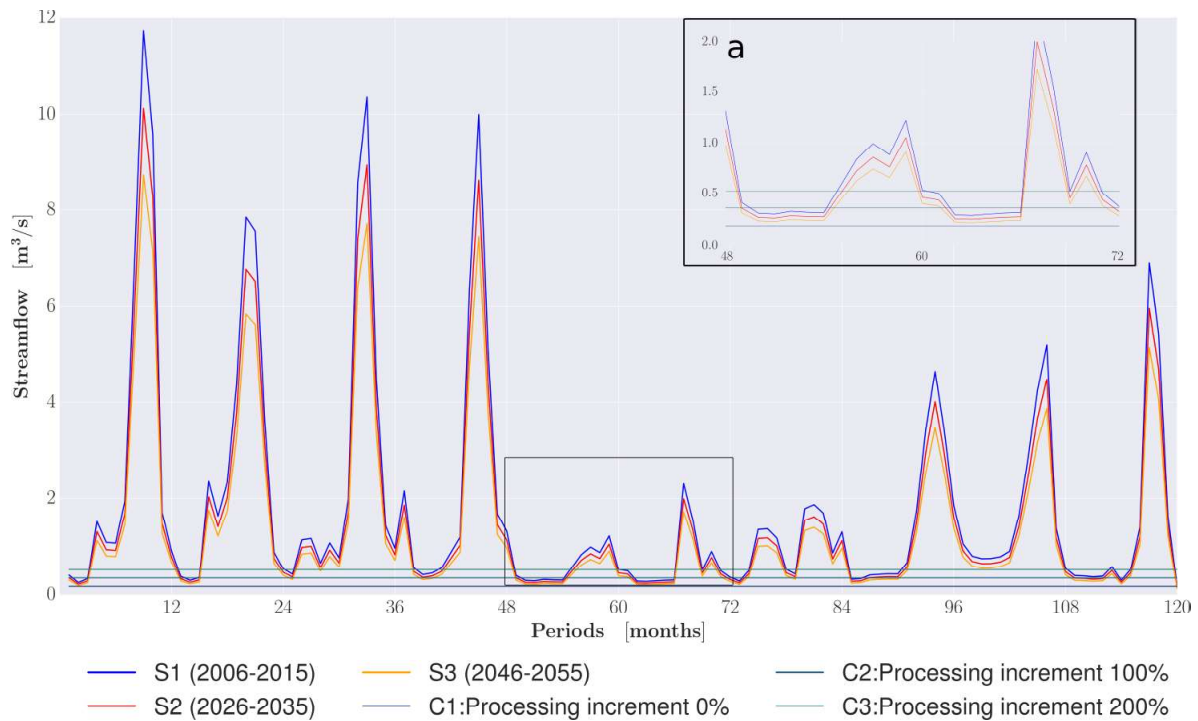 12
10
8
6
4
2
0
Streamflow [m³/s]
a
2.0
1.5
1.0
0.5
0.0
48 60 72
12 24 36 48 60 72 84 96 108 120
Periods [months]
S1 (2006-2015) S3 (2046-2055) C2:Processing increment 100%
S2 (2026-2035) C1:Processing increment 0% C3:Processing increment 200%